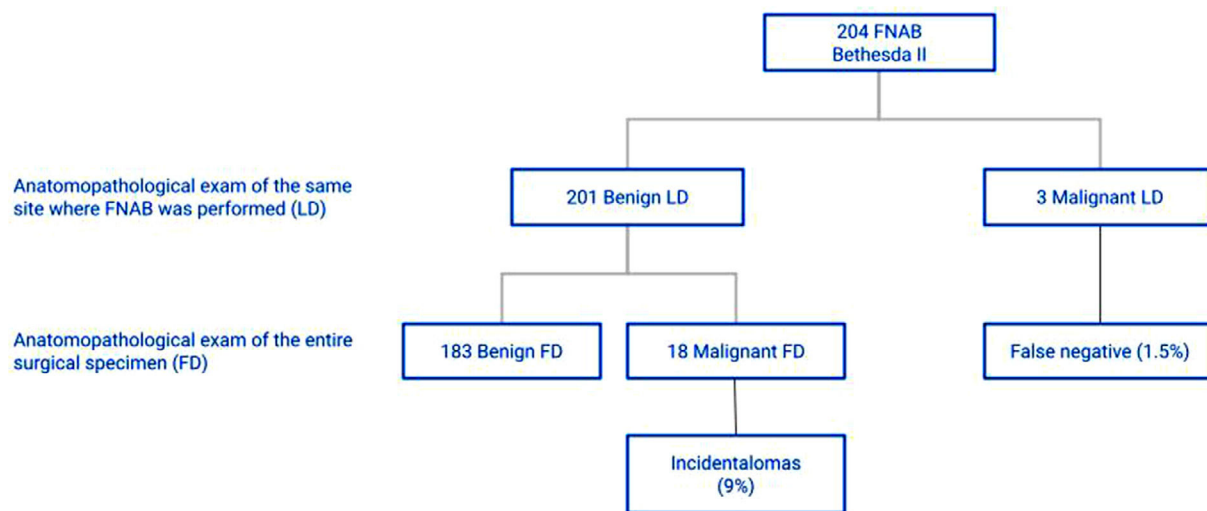 204 FNAB
Bethesda II
Anatomopathological exam of the same
site where FNAB was performed (LD)
201 Benign LD
3 Malignant LD
Anatomopathological exam of the entire
surgical specimen (FD)
183 Benign FD
18 Malignant FD
False negative (1.5%)
Incidentalomas
(9%)